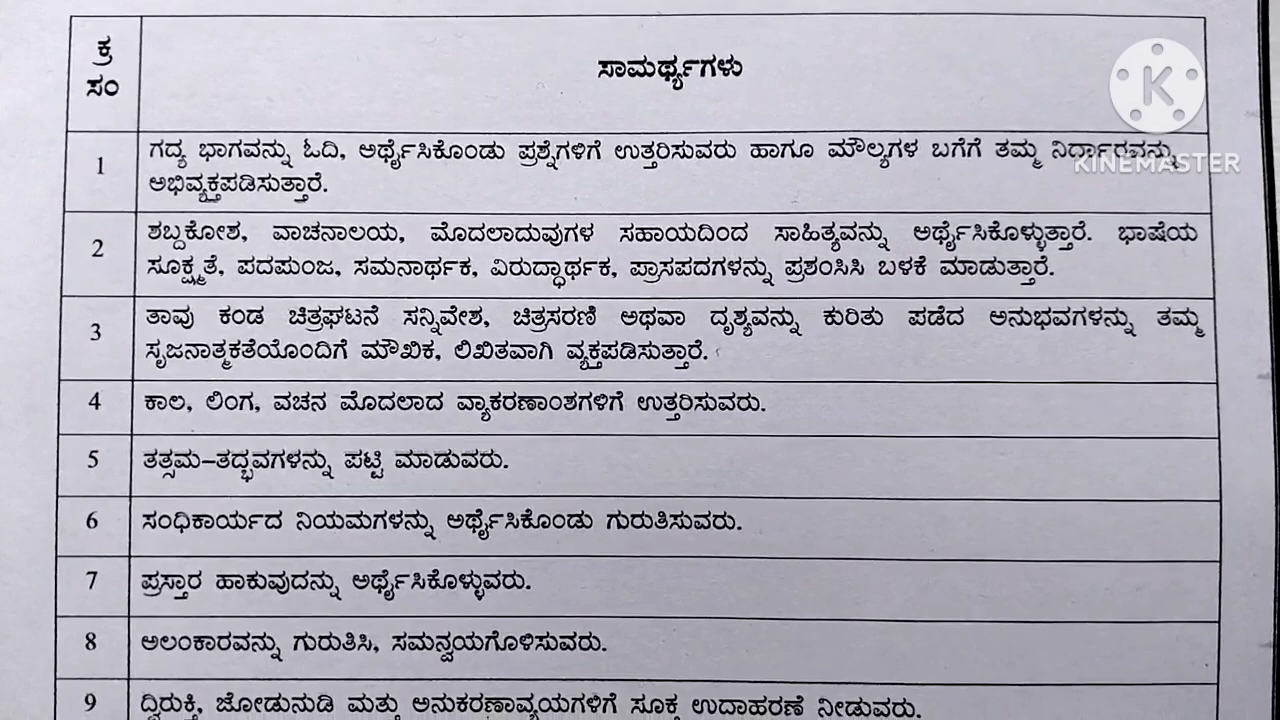 ಕ್ರ
ಸಂ
ಸಾಮರ್ಥ್ಯಗಳು
1 ಗದ್ಯ ಭಾಗವನ್ನು ಓದಿ, ಅರ್ಥೈಸಿಕೊಂಡು ಪ್ರಶ್ನೆಗಳಿಗೆ ಉತ್ತರಿಸುವರು ಹಾಗೂ ಮೌಲ್ಯಗಳ ಬಗೆಗೆ ತಮ್ಮ ನಿರ್ಧಾರವನ್ನು
ಅಭಿವ್ಯಕ್ತಪಡಿಸುತ್ತಾರೆ.
2 ಶಬ್ದಕೋಶ, ವಾಚನಾಲಯ, ಮೊದಲಾದುವುಗಳ ಸಹಾಯದಿಂದ ಸಾಹಿತ್ಯವನ್ನು ಅರ್ಥೈಸಿಕೊಳ್ಳುತ್ತಾರೆ. ಭಾಷೆಯ
ಸೂಕ್ಷ್ಮತೆ, ಪದಪುಂಜ, ಸಮನಾರ್ಥಕ, ವಿರುದ್ಧಾರ್ಥಕ, ಪ್ರಾಸಪದಗಳನ್ನು ಪ್ರಶಂಸಿಸಿ ಬಳಕೆ ಮಾಡುತ್ತಾರೆ.
3 ತಾವು ಕಂಡ ಚಿತ್ರಘಟನೆ ಸನ್ನಿವೇಶ, ಚಿತ್ರಸರಣಿ ಅಥವಾ ದೃಶ್ಯವನ್ನು ಕುರಿತು ಪಡೆದ ಅನುಭವಗಳನ್ನು ತಮ್ಮ
ಸೃಜನಾತ್ಮಕತೆಯೊಂದಿಗೆ ಮೌಖಿಕ, ಲಿಖಿತವಾಗಿ ವ್ಯಕ್ತಪಡಿಸುತ್ತಾರೆ.
4 ಕಾಲ, ಲಿಂಗ, ವಚನ ಮೊದಲಾದ ವ್ಯಾಕರಣಾಂಶಗಳಿಗೆ ಉತ್ತರಿಸುವರು.
5 ತತ್ಸಮ–ತದ್ಭವಗಳನ್ನು ಪಟ್ಟಿ ಮಾಡುವರು.
6 ಸಂಧಿಕಾರ್ಯದ ನಿಯಮಗಳನ್ನು ಅರ್ಥೈಸಿಕೊಂಡು ಗುರುತಿಸುವರು.
7 ಪ್ರಸ್ತಾರ ಹಾಕುವುದನ್ನು ಅರ್ಥೈಸಿಕೊಳ್ಳುವರು.
8 ಅಲಂಕಾರವನ್ನು ಗುರುತಿಸಿ, ಸಮನ್ವಯಗೊಳಿಸುವರು.
9 ದ್ವಿರುಕ್ತಿ, ಜೋಡುನುಡಿ ಮತ್ತು ಅನುಕರಣಾವ್ಯಯಗಳಿಗೆ ಸೂಕ್ತ ಉದಾಹರಣೆ ನೀಡುವರು.
K
KINEMASTER